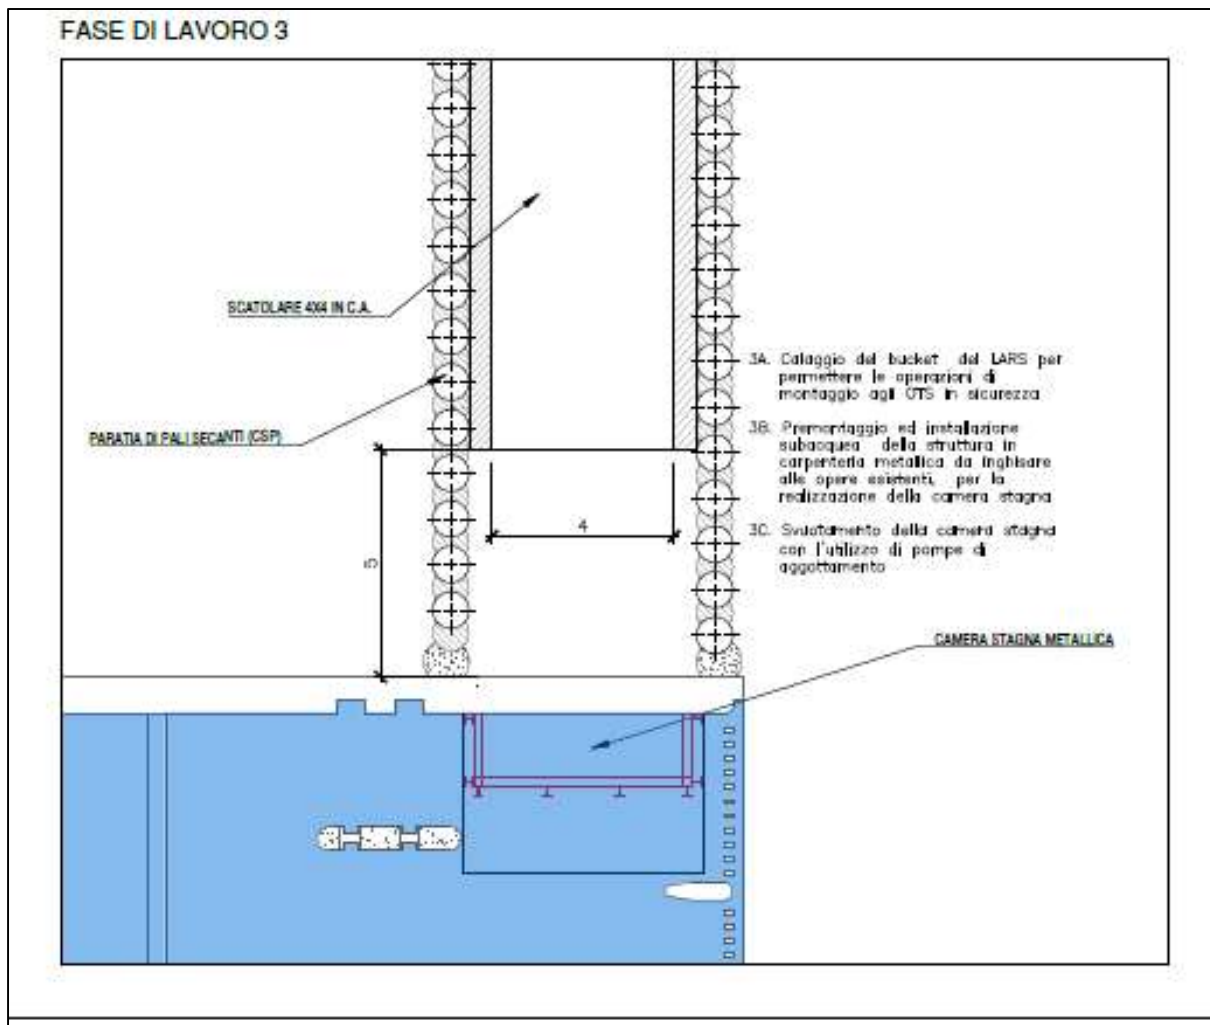 FASE DI LAVORO 3
SCATOLARE 4X4 IN C.A.
PARATIA DI PALI SECANTI (CSP)
3A. Calaggio del bucket del LARS per
permettere le operazioni di
montaggio agli OTS in sicurezza
3B. Premontaggio ed installazione
subacquea della struttura in
carpenteria metallica da inghisare
alle opere esistenti, per la
realizzazione della camera stagna
3C. Svuotamento della camera stagna
con l'utilizzo di pompe di
aggottamento
4
5
CAMERA STAGNA METALLICA